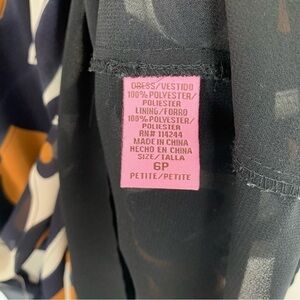 DRESS/VESTIDO
100% POLYESTER/
POLIESTER
LINING/FORRO
100% POLYESTER/
POLIESTER
RN# 114244
MADE IN CHINA
HECHO EN CHINA
SIZE/TALLA
6P
PETITE/PETITE